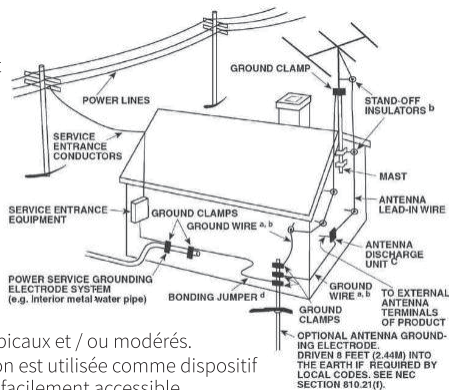 t
POWER LINES
GROUND CLAMP
STAND-OFF
INSULATORS b
SERVICE
ENTRANCE
CONDUCTORS
MAST
ANTENNA
LEAD-IN WIRE
SERVICE ENTRANCE
EQUIPMENT
GROUND CLAMPS
GROUND WIRE a, b
ANTENNA
DISCHARGE
UNIT C
POWER SERVICE GROUNDING
ELECTRODE SYSTEM
(e.g. interior metal water pipe)
BONDING JUMPER d
GROUND
WIRE a, b
TO EXTERNAL
ANTENNA
TERMINALS
OF PRODUCT
GROUND
CLAMPS
OPTIONAL ANTENNA GROUND-
ING ELECTRODE.
DRIVEN 8 FEET (2.44M) INTO
THE EARTH IF REQUIRED BY
LOCAL CODES. SEE NEC
SECTION 810.21(f).
picaux et / ou modérés.
on est utilisée comme dispositif
facilement accessible